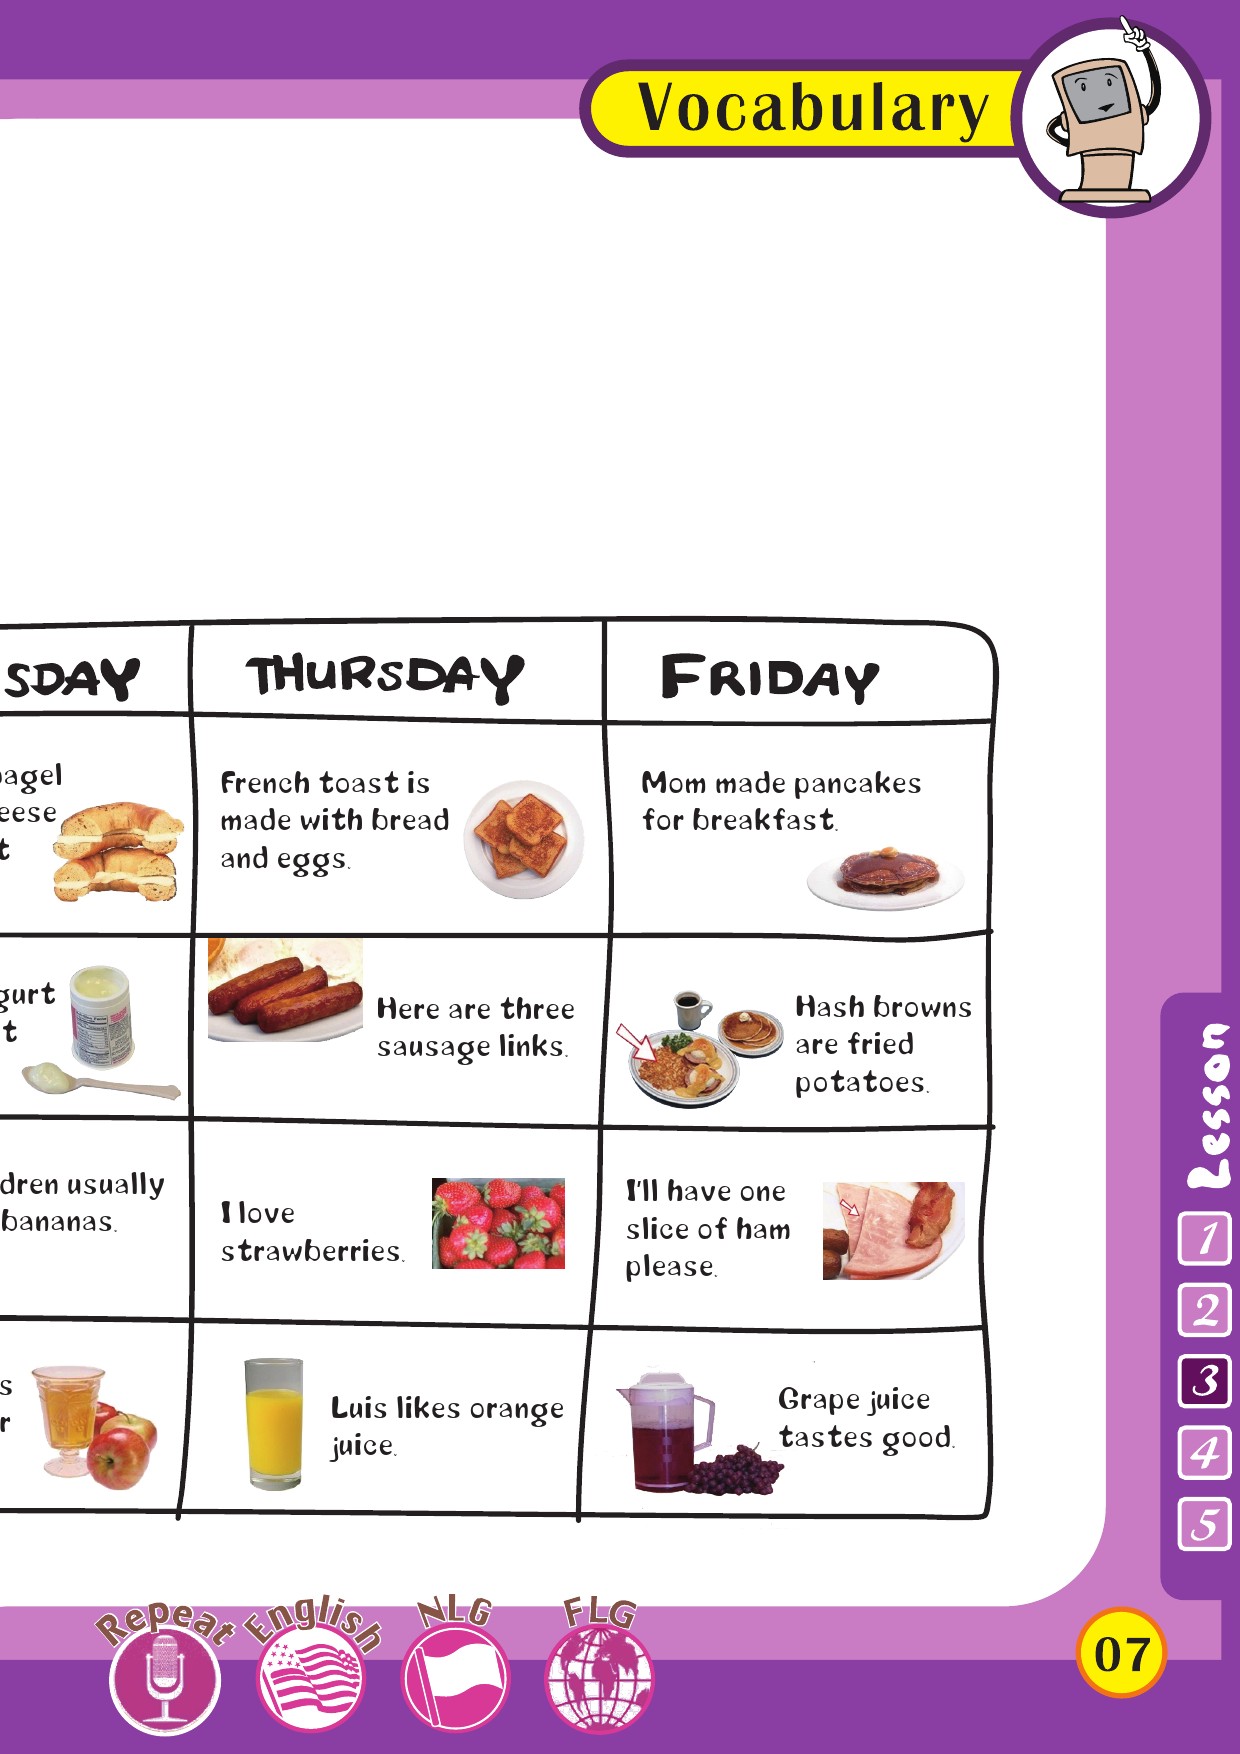 Vocabulary
SDAY
THURSDAY
FRIDAY
bagel
eese
t
French toast is
made with bread
and eggs.
Mom made pancakes
for breakfast.
gurt
t
Here are three
sausage links.
Hash browns
are fried
potatoes.
dren usually
bananas.
I love
strawberries.
I'll have one
slice of ham
please.
s
r
Luis likes orange
juice.
Grape juice
tastes good.
Lesson
1
2
3
4
5
Repeat
English
NLG
FLG
07